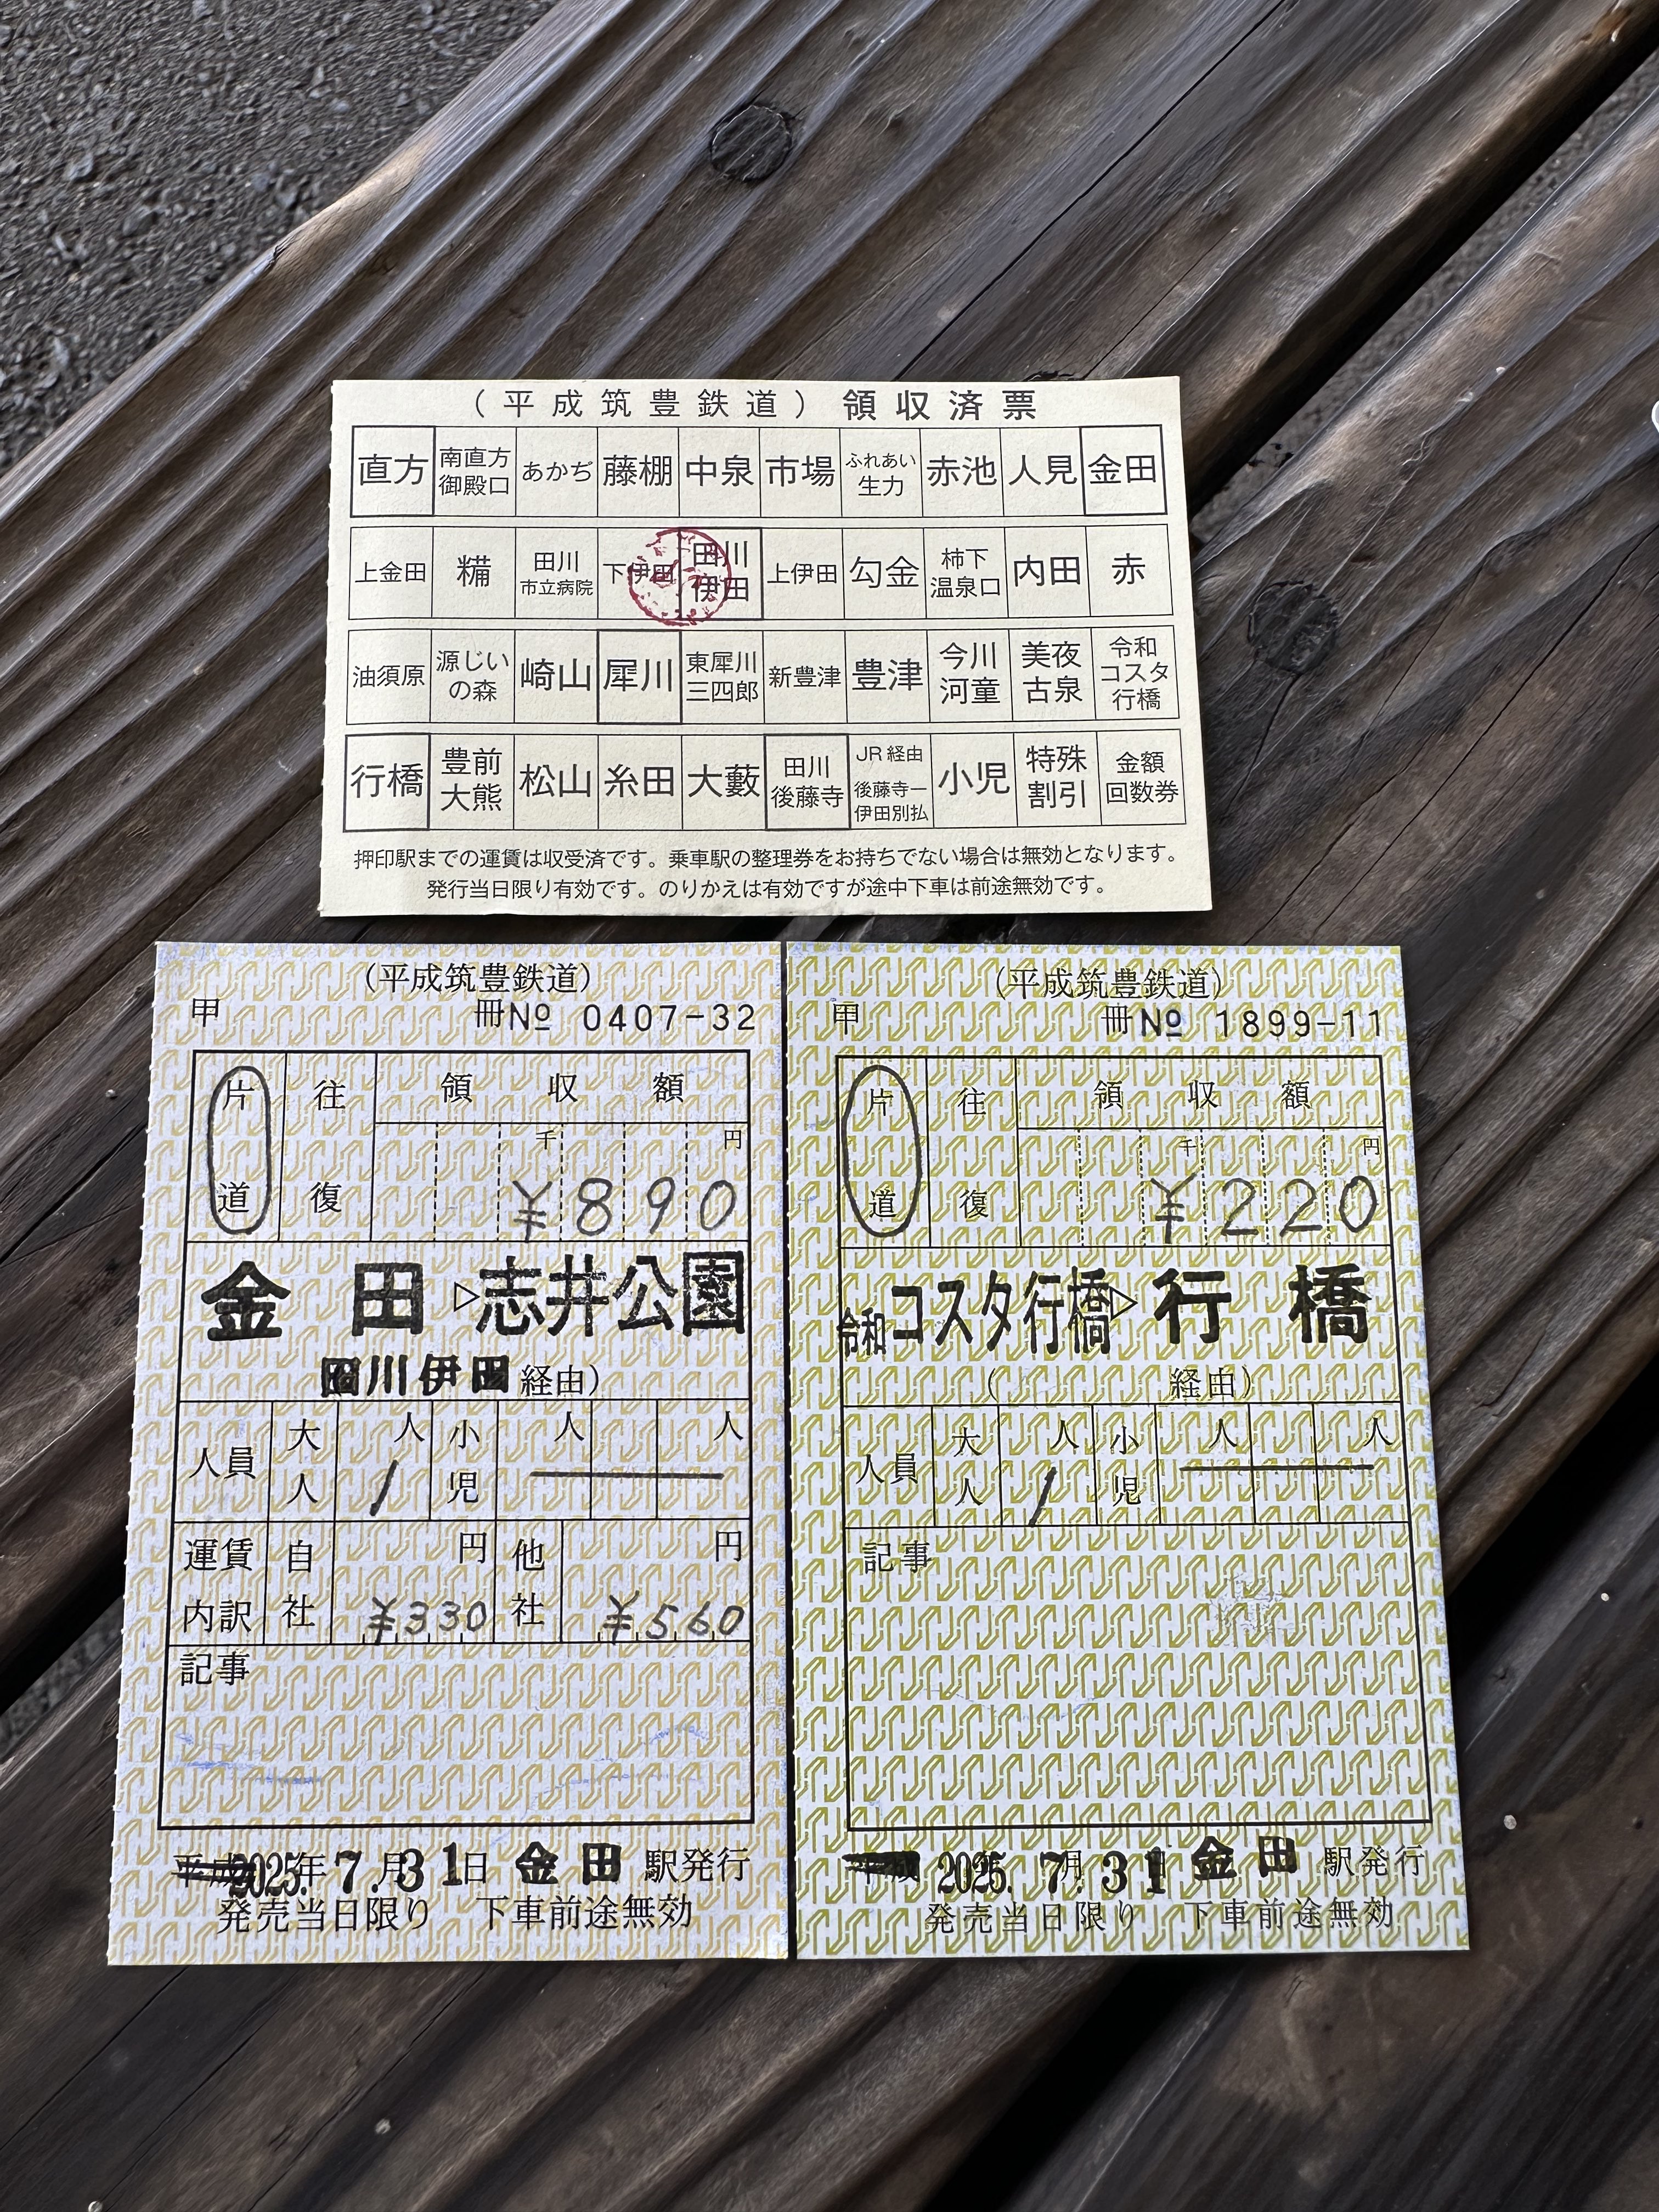 (平成筑豊鉄道) 領収済票
直方 南直方御殿口 あかぢ 藤棚 中泉 市場 ふれあい生力 赤池 人見 金田
上金田 糒 田川市立病院 下伊田 田川伊田 上伊田 勾金 柿下温泉口 内田 赤
油須原 源じいの森 崎山 犀川 東犀川三四郎 新豊津 豊津 今川河童 美夜古泉 令和コスタ行橋
行橋 豊前大熊 松山 糸田 大藪 田川後藤寺 JR経由後藤寺ー伊田別払 小児 特殊割引 金額回数券
押印駅までの運賃は収受済です。乗車駅の整理券をお持ちでない場合は無効となります。
発行当日限り有効です。のりかえは有効ですが途中下車は前途無効です。
(平成筑豊鉄道)
甲 冊№ 0407-32
片道 往復 領収額
千 円
¥890
金田▷志井公園
田川伊田経由)
人員 大人 1人 小児 人 人
運賃内訳 自社 円 ¥330 他社 円 ¥560
記事
平成2025.年7.月31日 金田 駅発行
発売当日限り 下車前途無効
(平成筑豊鉄道)
甲 冊№ 1899-11
片道 往復 領収額
千 円
¥220
令和コスタ行橋▷行橋
( 経由)
人員 大人 1人 小児 人 人
記事
平成 2025. 7.月31日 金田 駅発行
発売当日限り 下車前途無効